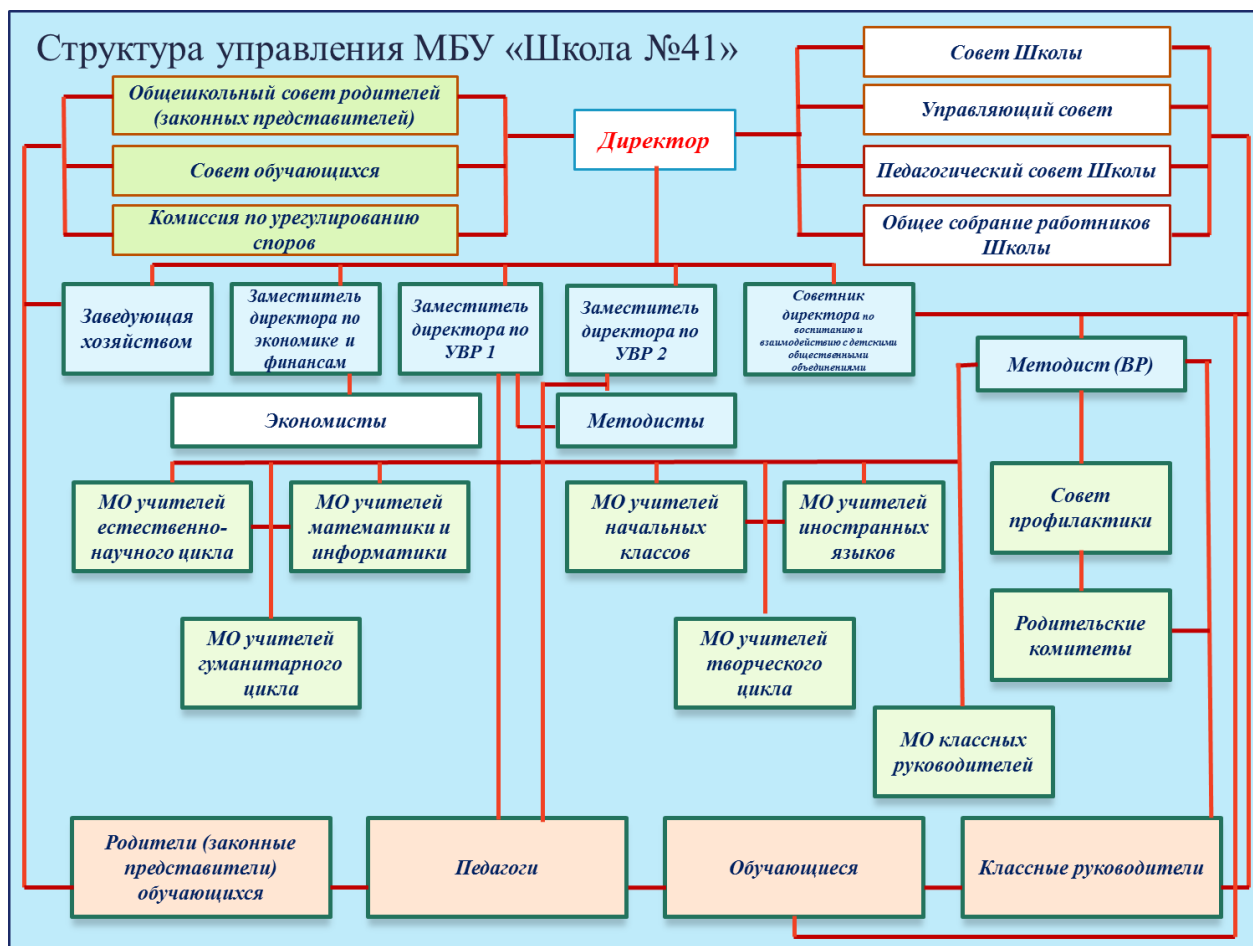 Структура управления МБУ «Школа №41»
Общешкольный совет родителей
(законных представителей)
Совет обучающихся
Комиссия по урегулированию
споров
Директор
Совет Школы
Управляющий совет
Педагогический совет Школы
Общее собрание работников
Школы
Заведующая
хозяйством
Заместитель
директора по
экономике и
финансам
Заместитель
директора по
УВР 1
Заместитель
директора по
УВР 2
Советник
директора по
воспитанию и
взаимодействию с детскими
общественными
объединениями
Методист (ВР)
Экономисты
Методисты
МО учителей
естественно-
научного цикла
МО учителей
математики и
информатики
МО учителей
начальных
классов
МО учителей
иностранных
языков
Совет
профилактики
МО учителей
гуманитарного
цикла
МО учителей
творческого
цикла
Родительские
комитеты
МО классных
руководителей
Родители (законные
представители)
обучающихся
Педагоги
Обучающиеся
Классные руководители